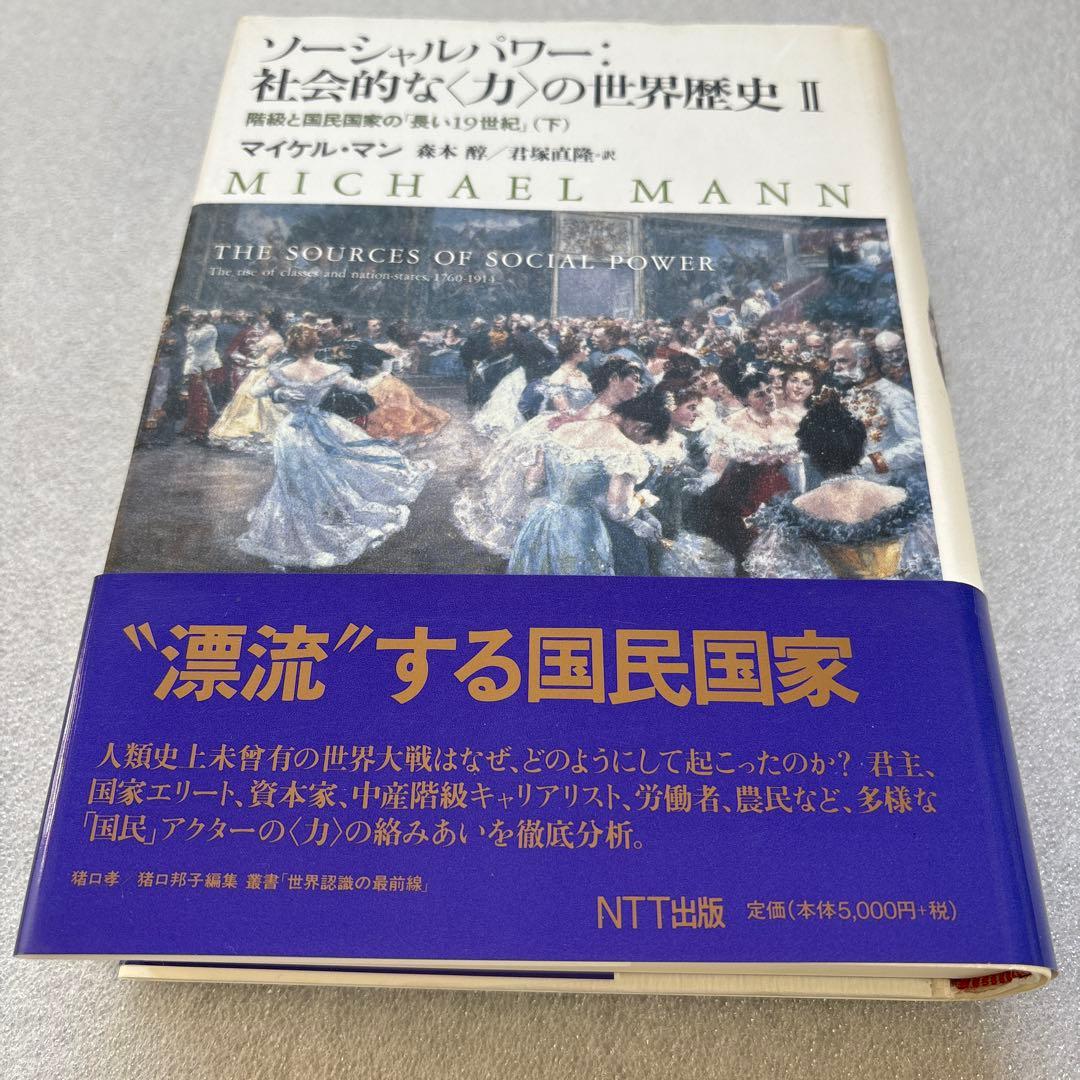 ソーシャルパワー：
社会的な〈力〉の世界歴史 Ⅱ
階級と国民国家の「長い19世紀」（下）
マイケル・マン 森本 醇／君塚直隆・訳
MICHAEL MANN
THE SOURCES OF SOCIAL POWER
The rise of classes and nation-states, 1760-1914
〝漂流〟する国民国家
人類史上未曾有の世界大戦はなぜ、どのようにして起こったのか？ 君主、
国家エリート、資本家、中産階級キャリアリスト、労働者、農民など、多様な
「国民」アクターの〈力〉の絡みあいを徹底分析。
猪口孝／猪口邦子編集 叢書「世界認識の最前線」
NTT出版 定価（本体5,000円+税）